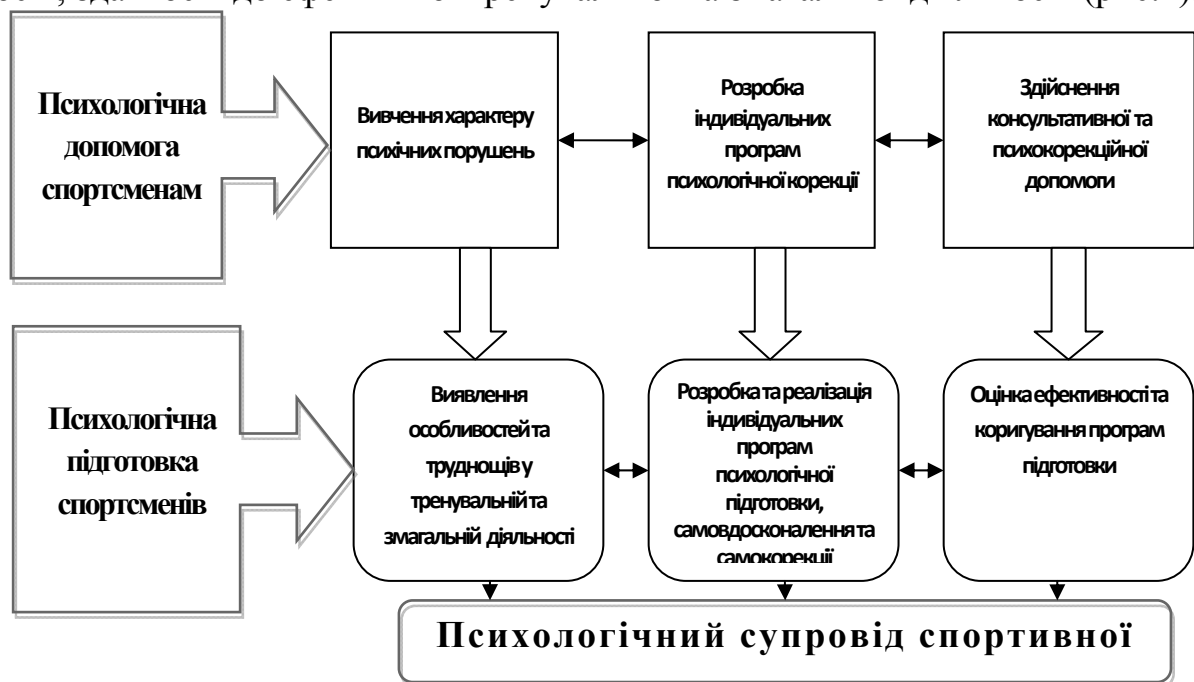 Психологічна
допомога
спортсменам
Вивчення характеру
психічних порушень
Розробка
індивідуальних
програм
психологічної корекції
Здійснення
консультативної та
психокорекційної
допомоги
Психологічна
підготовка
спортсменів
Виявлення
особливостей та
труднощів у
тренувальній та
змагальній діяльності
Розробка та реалізація
індивідуальних
програм
психологічної
підготовки,
самовдосконалення та
самокорекції
Оцінка ефективності та
коригування програм
підготовки
Психологічний супровід спортивної